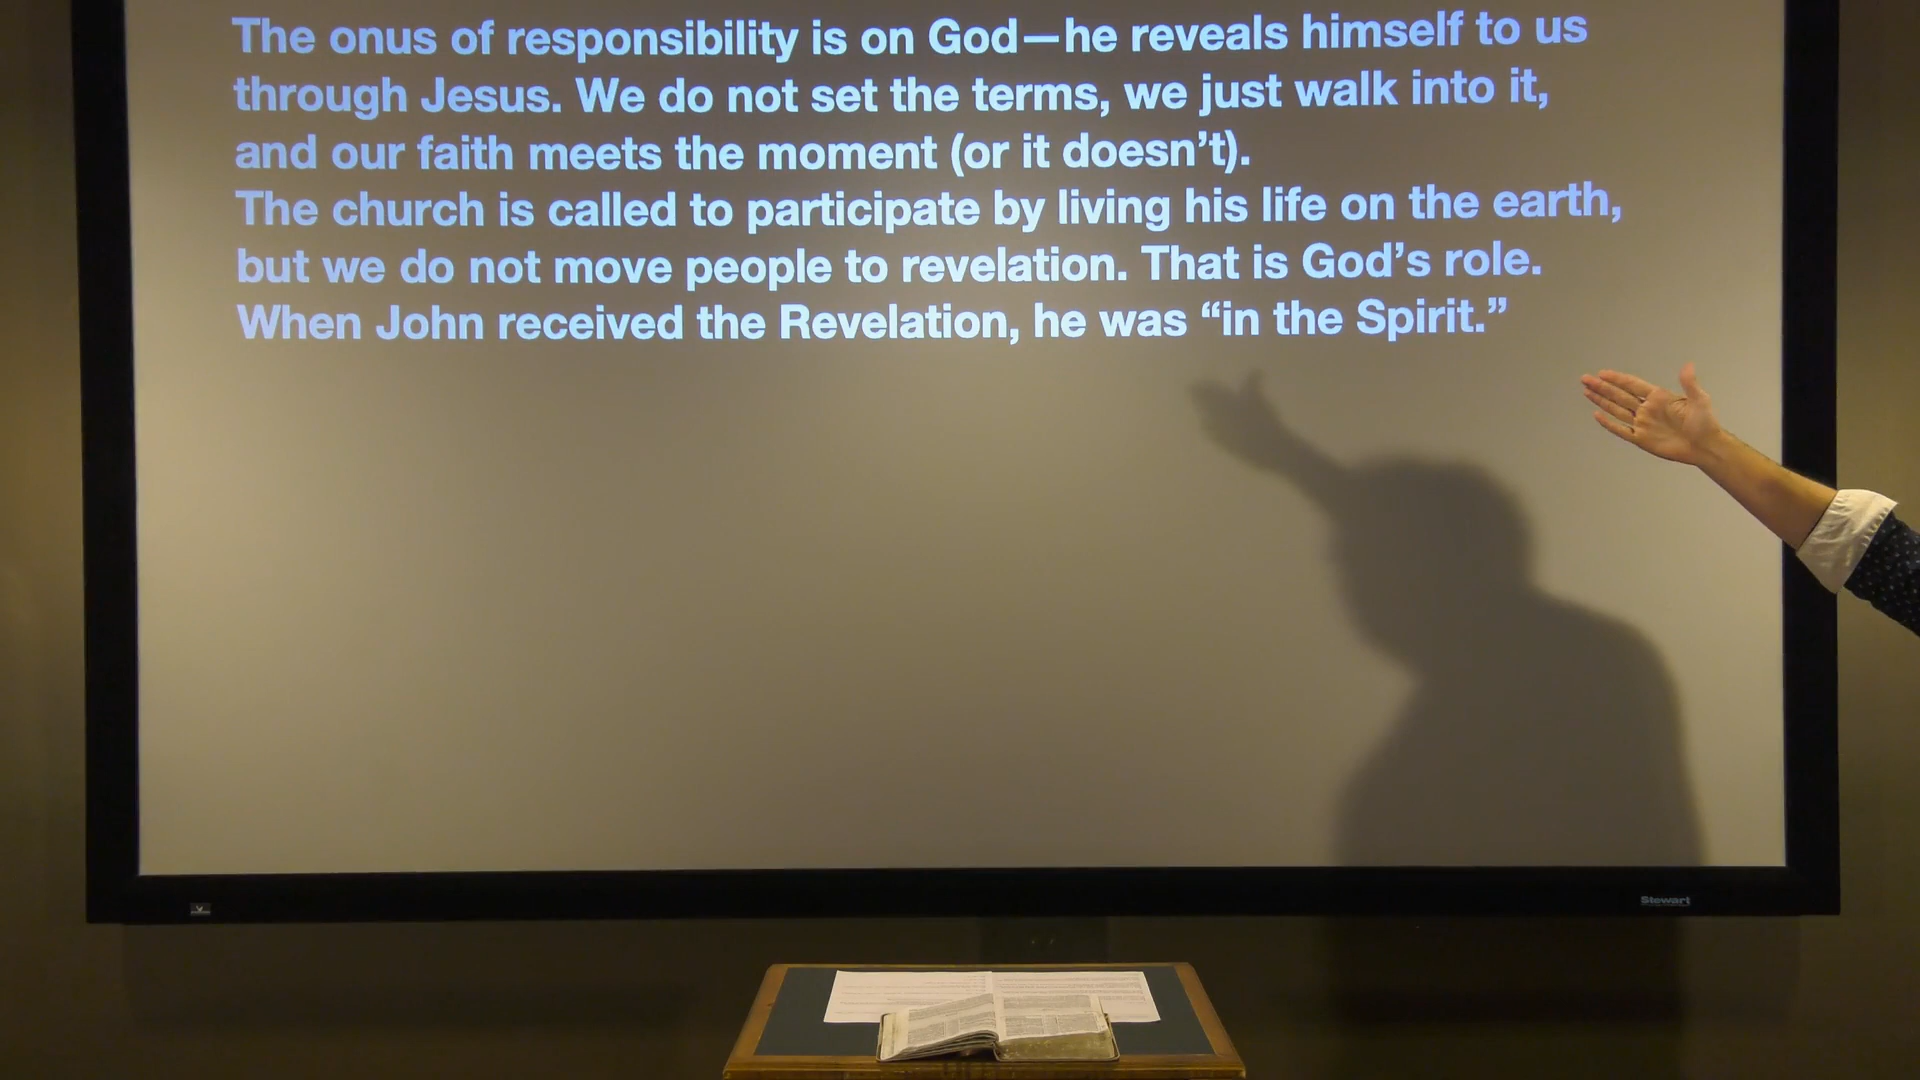 The onus of responsibility is on God—he reveals himself to us
through Jesus. We do not set the terms, we just walk into it,
and our faith meets the moment (or it doesn’t).
The church is called to participate by living his life on the earth,
but we do not move people to revelation. That is God’s role.
When John received the Revelation, he was “in the Spirit.”
Stewart